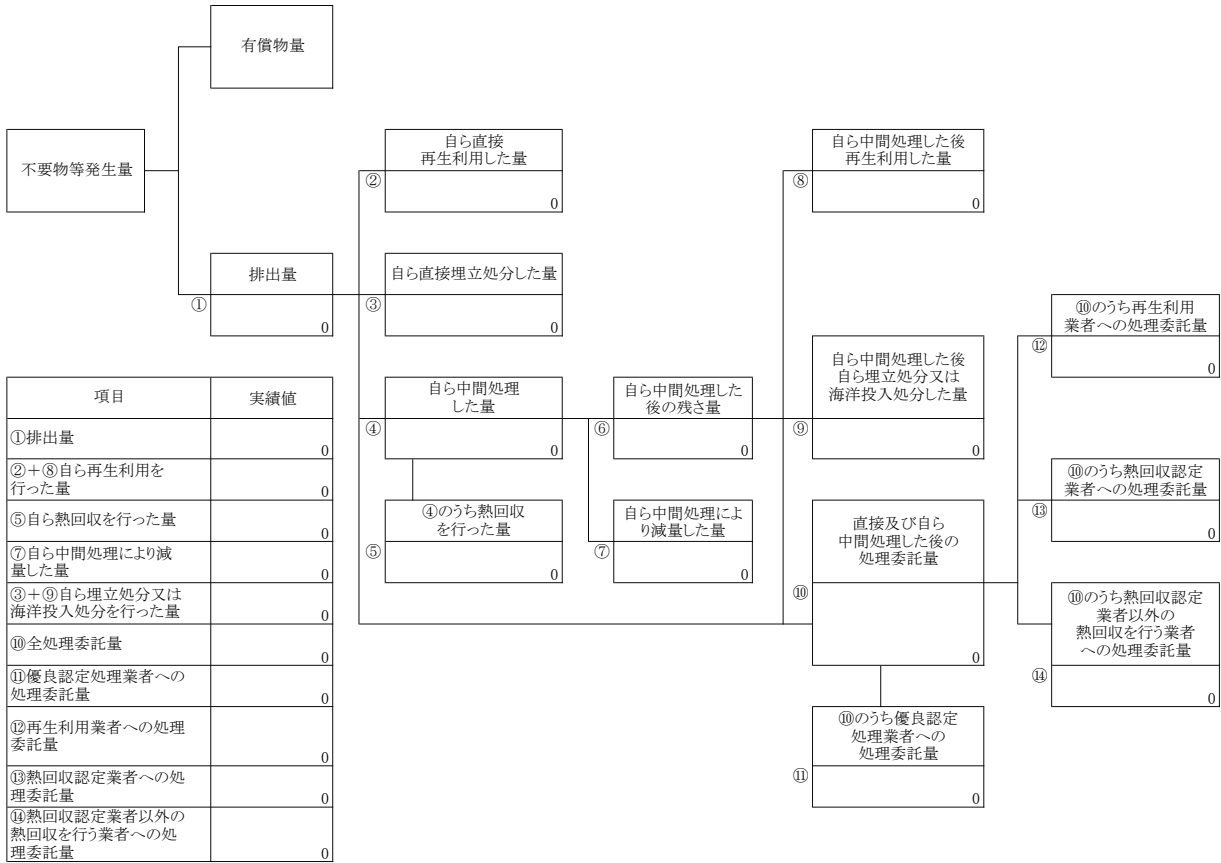 有償物量
不要物等発生量
自ら直接
再生利用した量
②
0
自ら中間処理した後
再生利用した量
⑧
0
排出量
①
0
自ら直接埋立処分した量
③
0
⑩のうち再生利用
業者への処理委託量
⑫
0
自ら中間処理
した量
④
0
自ら中間処理した
後の残さ量
⑥
0
自ら中間処理した後
自ら埋立処分又は
海洋投入処分した量
⑨
0
⑩のうち熱回収認定
業者への処理委託量
⑬
0
④のうち熱回収
を行った量
⑤
0
自ら中間処理によ
り減量した量
⑦
0
直接及び自ら
中間処理した後の
処理委託量
⑩
0
⑩のうち熱回収認定
業者以外の
熱回収を行う業者
への処理委託量
⑭
0
⑩のうち優良認定
処理業者への
処理委託量
⑪
0
項目 実績値
①排出量
0
②＋⑧自ら再生利用を
行った量 0
⑤自ら熱回収を行った量
0
⑦自ら中間処理により減
量した量 0
③＋⑨自ら埋立処分又は
海洋投入処分を行った量 0
⑩全処理委託量
0
⑪優良認定処理業者への
処理委託量 0
⑫再生利用業者への処理
委託量
0
⑬熱回収認定業者への処
理委託量 0
⑭熱回収認定業者以外の
熱回収を行う業者への処
理委託量 0